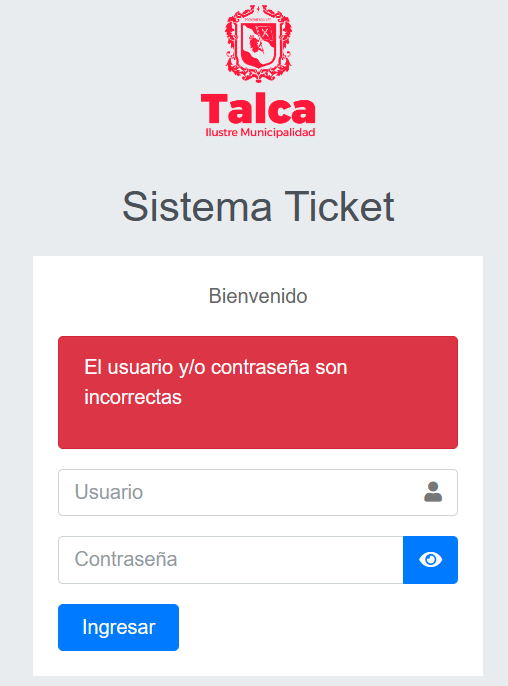 Talca
Ilustre Municipalidad
Sistema Ticket
Bienvenido
El usuario y/o contraseña son
incorrectas
Usuario
Contraseña
Ingresar